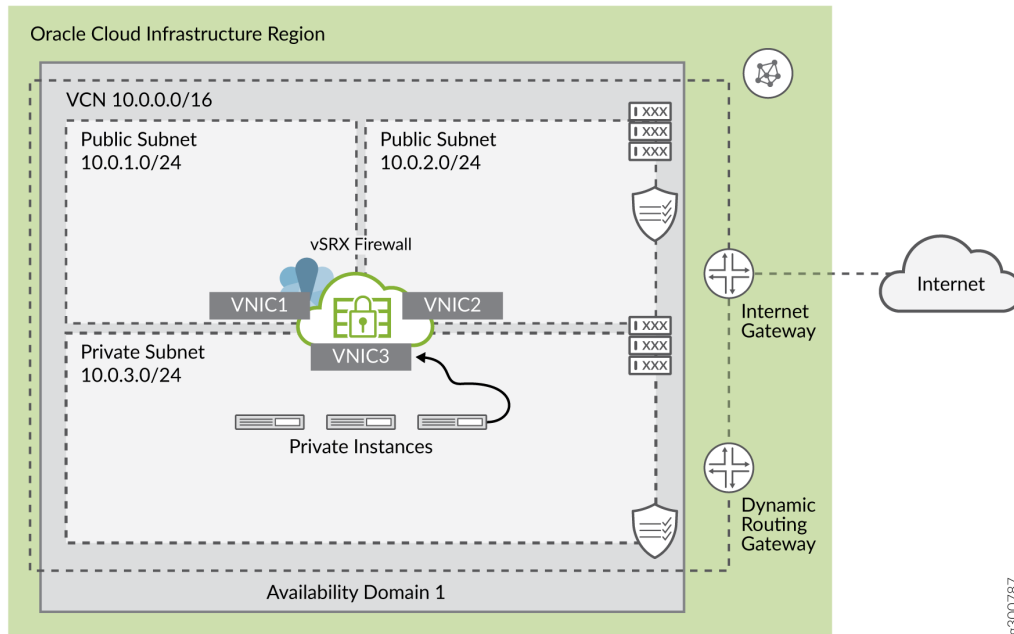 Oracle Cloud Infrastructure Region
VCN 10.0.0.0/16
Public Subnet
10.0.1.0/24
Public Subnet
10.0.2.0/24
XXX
XXX
XXX
vSRX Firewall
VNIC1
VNIC2
VNIC3
Internet
Gateway
Internet
Private Subnet
10.0.3.0/24
XXX
XXX
XXX
Private Instances
Dynamic
Routing
Gateway
Availability Domain 1
g300787